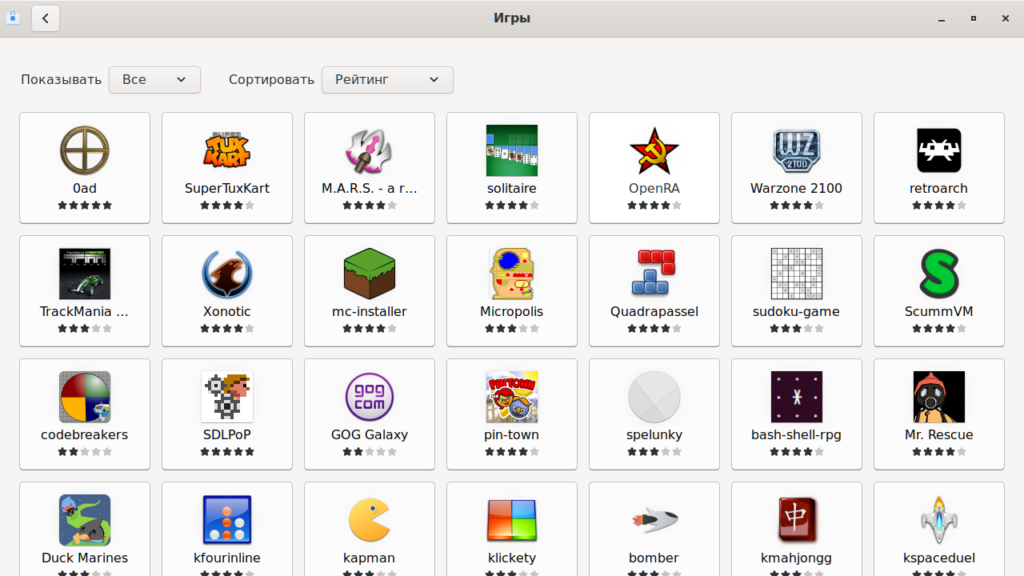 Игры
Показывать Все Сортировать Рейтинг
0ad SuperTuxKart M.A.R.S. - a r... solitaire OpenRA Warzone 2100 retroarch
TrackMania ... Xonotic mc-installer Micropolis Quadrapassel sudoku-game ScummVM
codebreakers SDLPoP GOG Galaxy pin-town spelunky bash-shell-rpg Mr. Rescue
Duck Marines kfourinline kapman klickety bomber kmahjongg kspaceduel